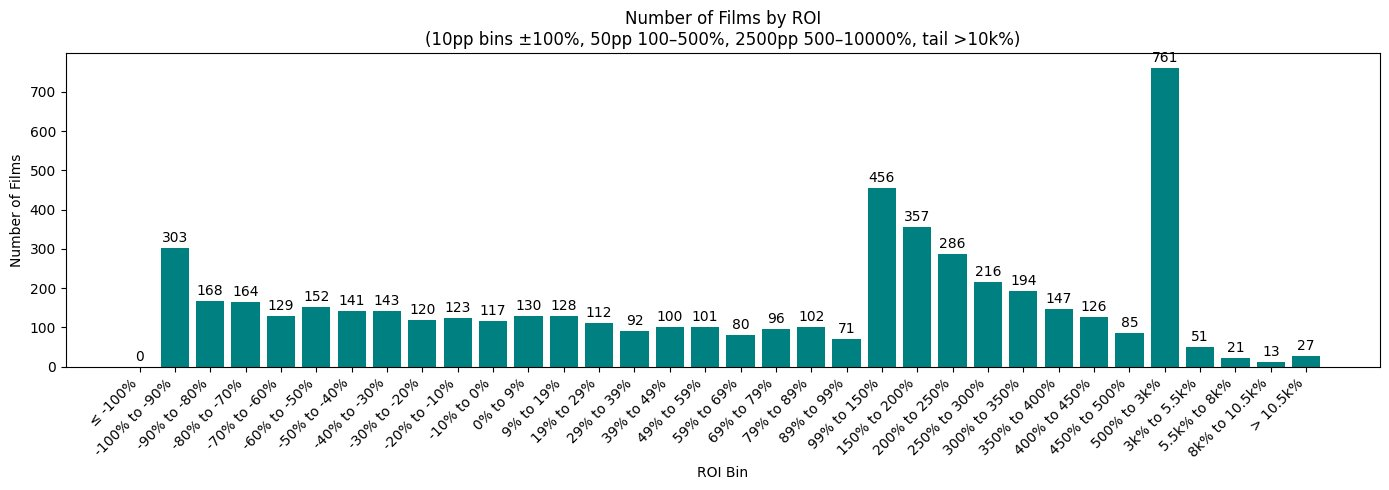 Number of Films by ROI
(10pp bins ±100%, 50pp 100–500%, 2500pp 500–10000%, tail >10k%)
Number of Films
700
600
500
400
300
200
100
0
0
303
168
164
129
152
141
143
120
123
117
130
128
112
92
100
101
80
96
102
71
456
357
286
216
194
147
126
85
761
51
21
13
27
≤ -100%
-100% to -90%
-90% to -80%
-80% to -70%
-70% to -60%
-60% to -50%
-50% to -40%
-40% to -30%
-30% to -20%
-20% to -10%
-10% to 0%
0% to 9%
9% to 19%
19% to 29%
29% to 39%
39% to 49%
49% to 59%
59% to 69%
69% to 79%
79% to 89%
89% to 99%
99% to 150%
150% to 200%
200% to 250%
250% to 300%
300% to 350%
350% to 400%
400% to 450%
450% to 500%
500% to 3k%
3k% to 5.5k%
5.5k% to 8k%
8k% to 10.5k%
> 10.5k%
ROI Bin